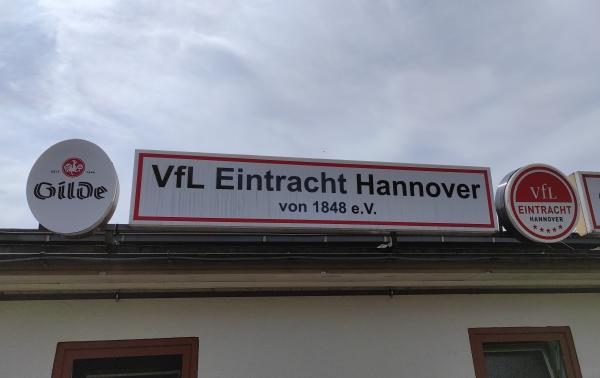 Gilde
VfL Eintracht Hannover
von 1848 e.V.
VfL
EINTRACHT
HANNOVER